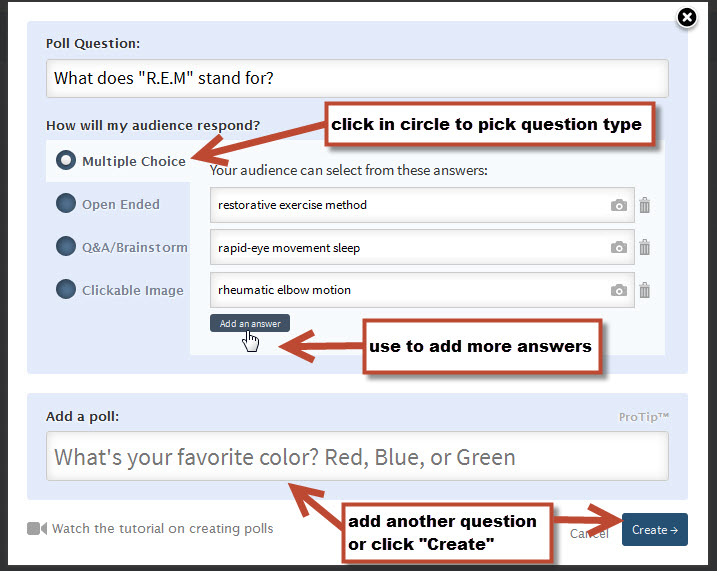 Poll Question:
What does "R.E.M" stand for?
How will my audience respond?
click in circle to pick question type
Multiple Choice
Your audience can select from these answers:
Open Ended
restorative exercise method
Q&A/Brainstorm
rapid-eye movement sleep
Clickable Image
rheumatic elbow motion
Add an answer
use to add more answers
Add a poll:
ProTip™
What's your favorite color? Red, Blue, or Green
add another question
or click "Create"
Watch the tutorial on creating polls
Cancel
Create →